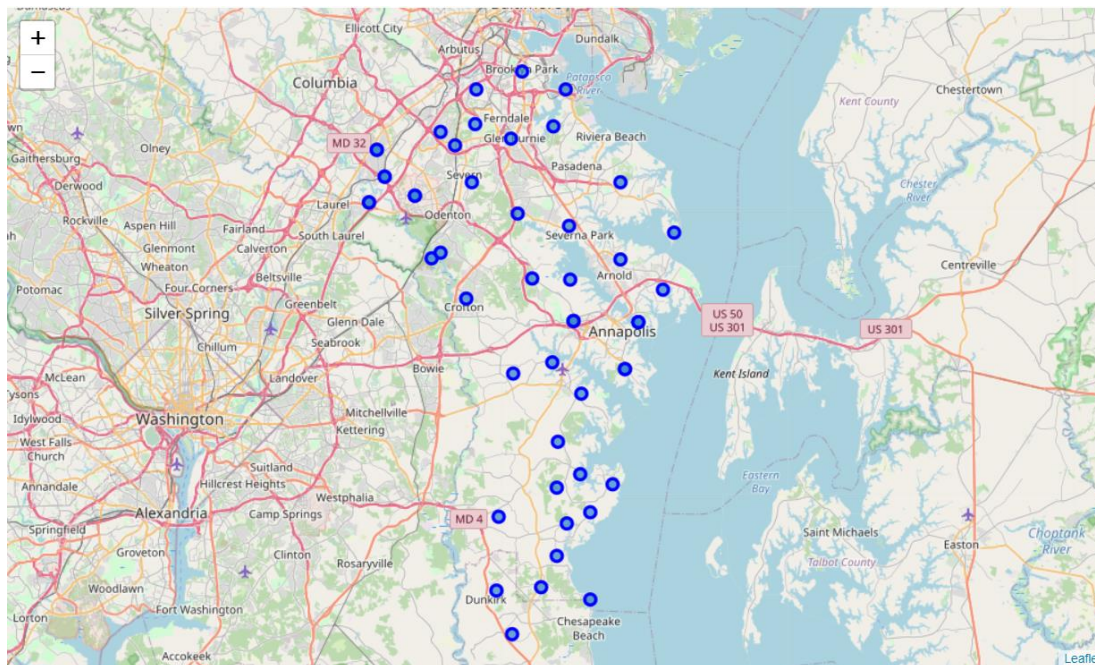 +
−
Ellicott City
Dundalk
Arbutus
Columbia
Brooklyn Park
Patapsco
River
Chestertown
Kent County
Olney
MD 32
Ferndale
Glen Burnie
Riviera Beach
Gaithersburg
Pasadena
Severn
Derwood
Chester
River
Rockville
Aspen Hill
Fairland
Laurel
Odenton
South Laurel
Severna Park
Glenmont
Calverton
Wheaton
Beltsville
Arnold
Centreville
Potomac
Four Corners
Greenbelt
Crofton
Silver Spring
Glenn Dale
US 50
US 301
US 301
Annapolis
Seabrook
Chillum
Bowie
McLean
Landover
Kent Island
Tysons
Mitchellville
Idylwood
Washington
Kettering
West Falls
Church
Suitland
Eastern
Bay
Annandale
Hillcrest Heights
Westphalia
Alexandria
Camp Springs
MD 4
Springfield
Saint Michaels
Choptank
River
Easton
Groveton
Clinton
Talbot County
Rosaryville
Woodlawn
Dunkirk
Fort Washington
Lorton
Chesapeake
Beach
Accokeek